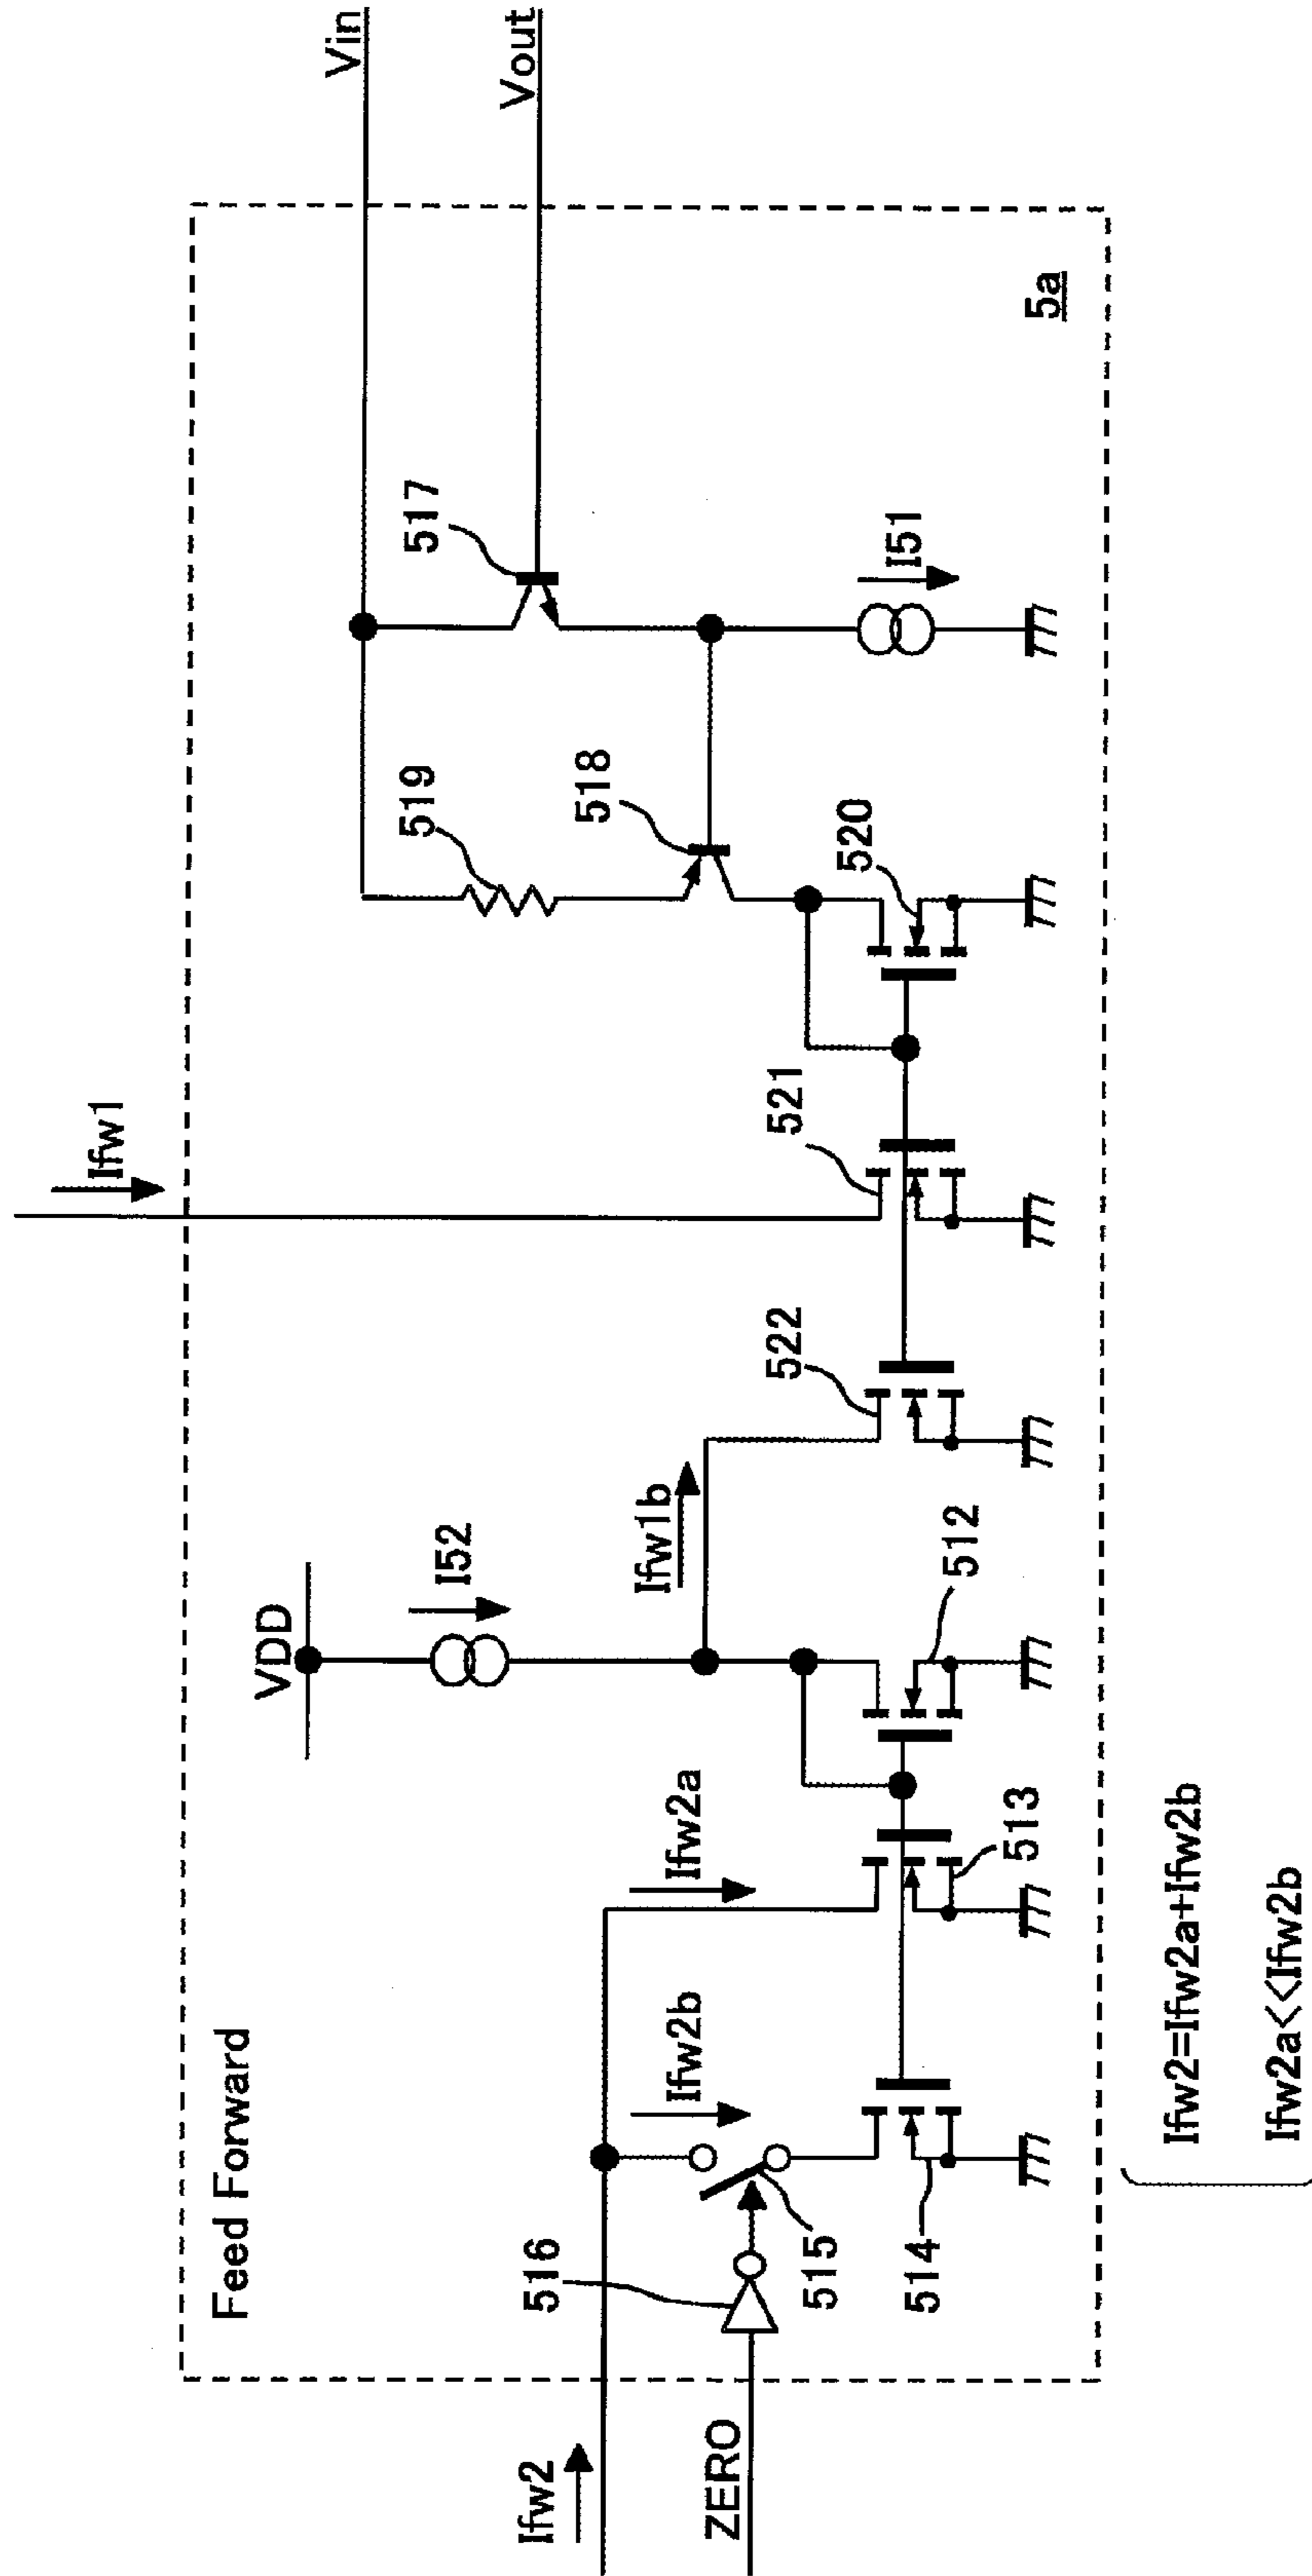 Feed Forward
Vin
Vout
Ifw1
VDD
I52
519
517
Ifw2a
Ifw2b
Ifw1b
518
516
Ifw2
522
521
I51
ZERO
515
514
513
512
520
5a
Ifw2=Ifw2a+Ifw2b
Ifw2a<<Ifw2b